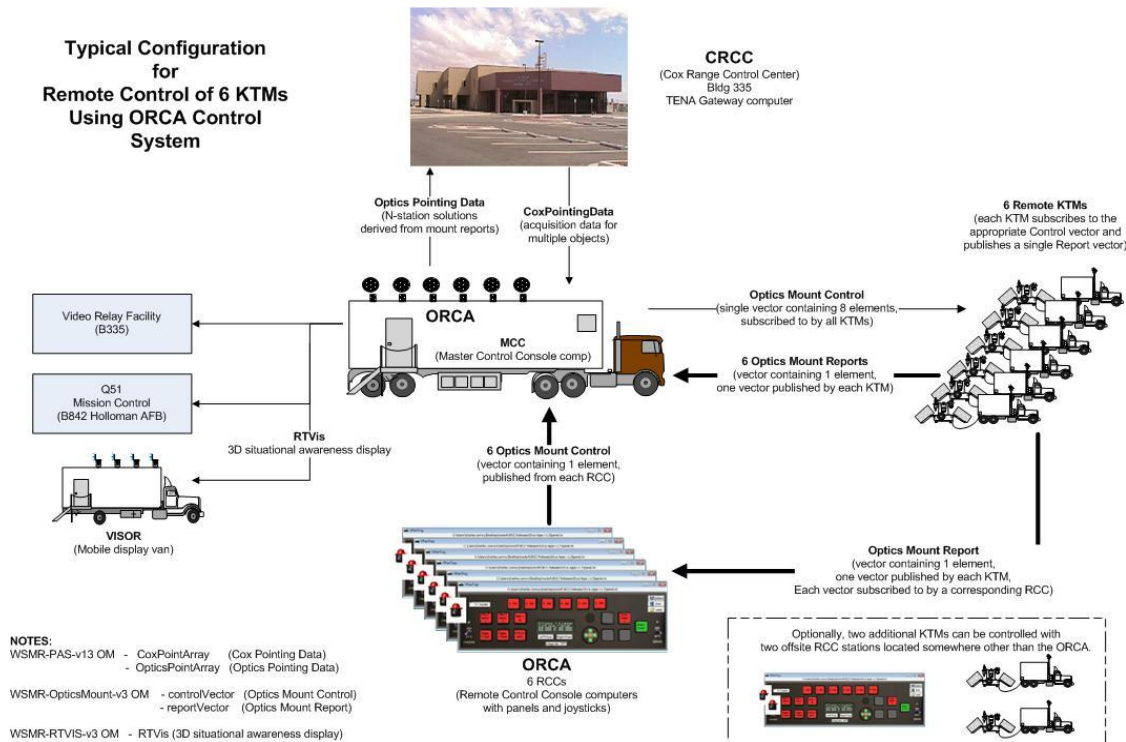 Typical Configuration
for
Remote Control of 6 KTMs
Using ORCA Control
System
CRCC
(Cox Range Control Center)
Bldg 335
TENA Gateway computer
Optics Pointing Data
(N-station solutions
derived from mount reports)
CoxPointingData
(acquisition data for
multiple objects)
6 Remote KTMs
(each KTM subscribes to the
appropriate Control vector and
publishes a single Report vector)
Video Relay Facility
(B335)
ORCA
MCC
(Master Control Console comp)
Optics Mount Control
(single vector containing 8 elements,
subscribed to by all KTMs)
6 Optics Mount Reports
(vector containing 1 element,
one vector published by each KTM)
Q51
Mission Control
(B842 Holloman AFB)
RTVis
3D situational awareness display
6 Optics Mount Control
(vector containing 1 element,
published from each RCC)
VISOR
(Mobile display van)
Optics Mount Report
(vector containing 1 element,
one vector published by each KTM,
Each vector subscribed to by a corresponding RCC)
ORCA
6 RCCs
(Remote Control Console computers
with panels and joysticks)
Optionally, two additional KTMs can be controlled with
two offsite RCC stations located somewhere other than the ORCA.
NOTES:
WSMR-PAS-v13 OM - CoxPointArray (Cox Pointing Data)
- OpticsPointArray (Optics Pointing Data)
WSMR-OpticsMount-v3 OM - controlVector (Optics Mount Control)
- reportVector (Optics Mount Report)
WSMR-RTVIS-v3 OM - RTVis (3D situational awareness display)